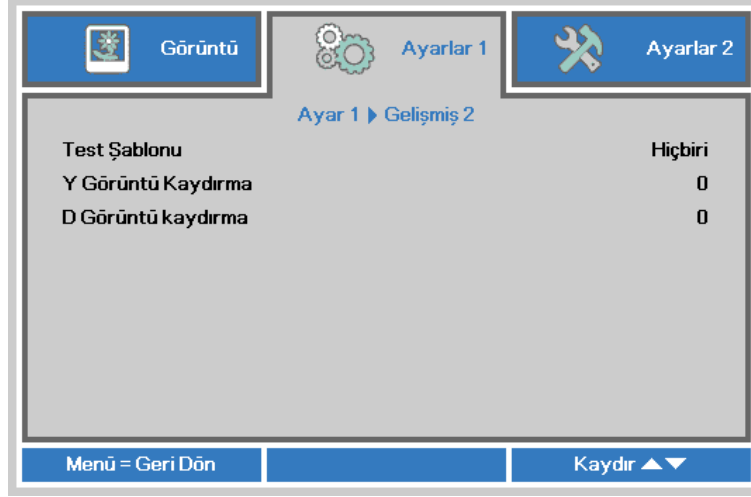 Görüntü
Ayarlar 1
Ayarlar 2
Ayar 1 ▶ Gelişmiş 2
Test Şablonu Hiçbiri
Y Görüntü Kaydırma 0
D Görüntü kaydırma 0
Menü = Geri Dön
Kaydır ▲▼